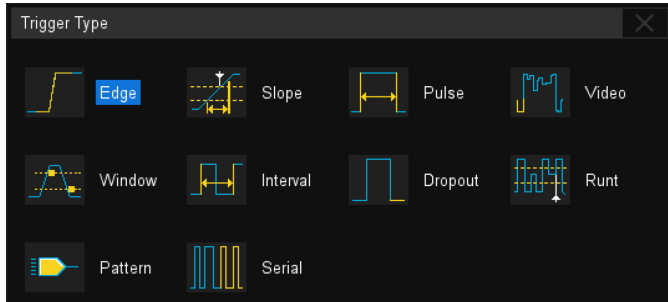 Trigger Type
Edge Slope Pulse Video
Window Interval Dropout Runt
Pattern Serial